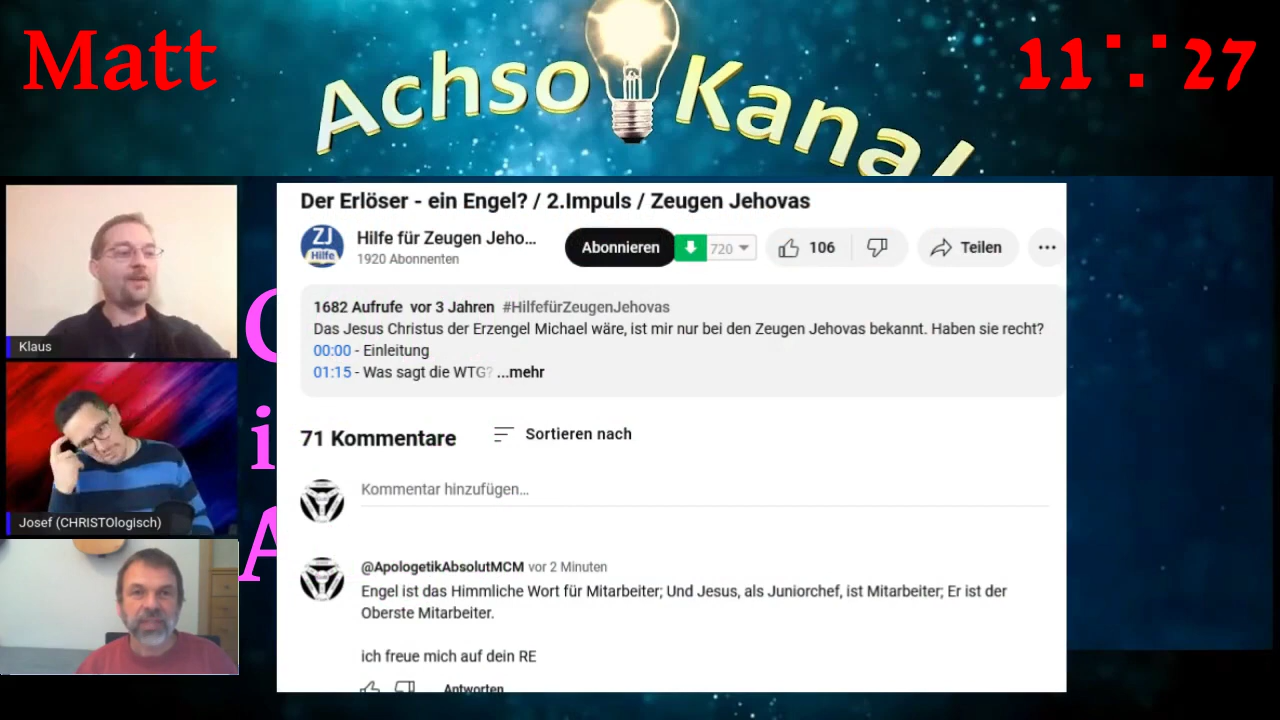 Matt
Achso Kanal
11 : 27
Der Erlöser - ein Engel? / 2.Impuls / Zeugen Jehovas
ZJ
Hilfe
Hilfe für Zeugen Jeho...
1920 Abonnenten
Abonnieren
720
106
Teilen
1682 Aufrufe vor 3 Jahren #HilfefürZeugenJehovas
Das Jesus Christus der Erzengel Michael wäre, ist mir nur bei den Zeugen Jehovas bekannt. Haben sie recht?
00:00 - Einleitung
01:15 - Was sagt die WTG? ...mehr
71 Kommentare
Sortieren nach
Kommentar hinzufügen...
@ApologetikAbsolutMCM vor 2 Minuten
Engel ist das Himmliche Wort für Mitarbeiter; Und Jesus, als Juniorchef, ist Mitarbeiter; Er ist der
Oberste Mitarbeiter.
ich freue mich auf dein RE
Antworten
Klaus
Josef (CHRISTOlogisch)